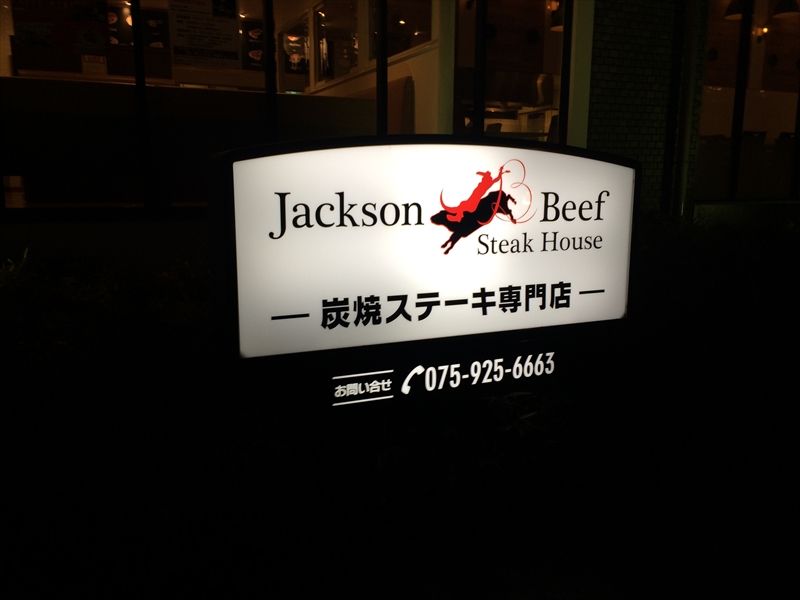 Jackson Beef
Steak House
― 炭焼ステーキ専門店 ―
お問い合せ 075-925-6663